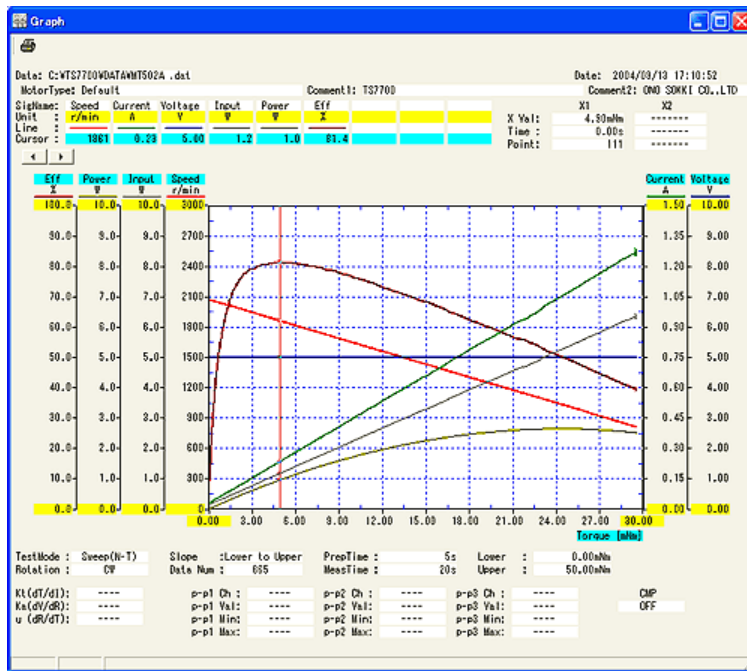 Graph
Data: C:¥TS7700¥DATA¥MT502A .dat Date: 2004/09/13 17:10:52
MotorType: Default Comment1: TS7700 Comment2: ONO SOKKI CO.,LTD
SigName: Speed Current Voltage Input Power Eff X1 X2
Unit : r/min A V W W % X Val: 4.90mNm -------
Line : Time : 0.00s -------
Cursor : 1861 0.23 5.00 1.2 1.0 81.4 Point: 111 -------
Eff Power Input Speed Current Voltage
% W W r/min A V
100.0 10.0 10.0 3000 1.50 10.00
90.0 9.0 9.0 2700 1.35 9.00
80.0 8.0 8.0 2400 1.20 8.00
70.0 7.0 7.0 2100 1.05 7.00
60.0 6.0 6.0 1800 0.90 6.00
50.0 5.0 5.0 1500 0.75 5.00
40.0 4.0 4.0 1200 0.60 4.00
30.0 3.0 3.0 900 0.45 3.00
20.0 2.0 2.0 600 0.30 2.00
10.0 1.0 1.0 300 0.15 1.00
0.0 0.0 0.0 0 0.00 0.00
0.00 3.00 6.00 9.00 12.00 15.00 18.00 21.00 24.00 27.00 30.00
Torque [mNm]
TestMode : Sweep(N-T) Slope :Lower to Upper PrepTime : 5s Lower : 0.00mNm
Rotation : CW Data Num : 665 MeasTime : 20s Upper : 50.00mNm
Kt(dT/dI): ---- p-p1 Ch : ---- p-p2 Ch : ---- p-p3 Ch : ---- CMP
Ke(dV/dR): ---- p-p1 Val: ---- p-p2 Val: ---- p-p3 Val: ---- OFF
u (dR/dT): ---- p-p1 Min: ---- p-p2 Min: ---- p-p3 Min: ----
p-p1 Max: ---- p-p2 Max: ---- p-p3 Max: ----